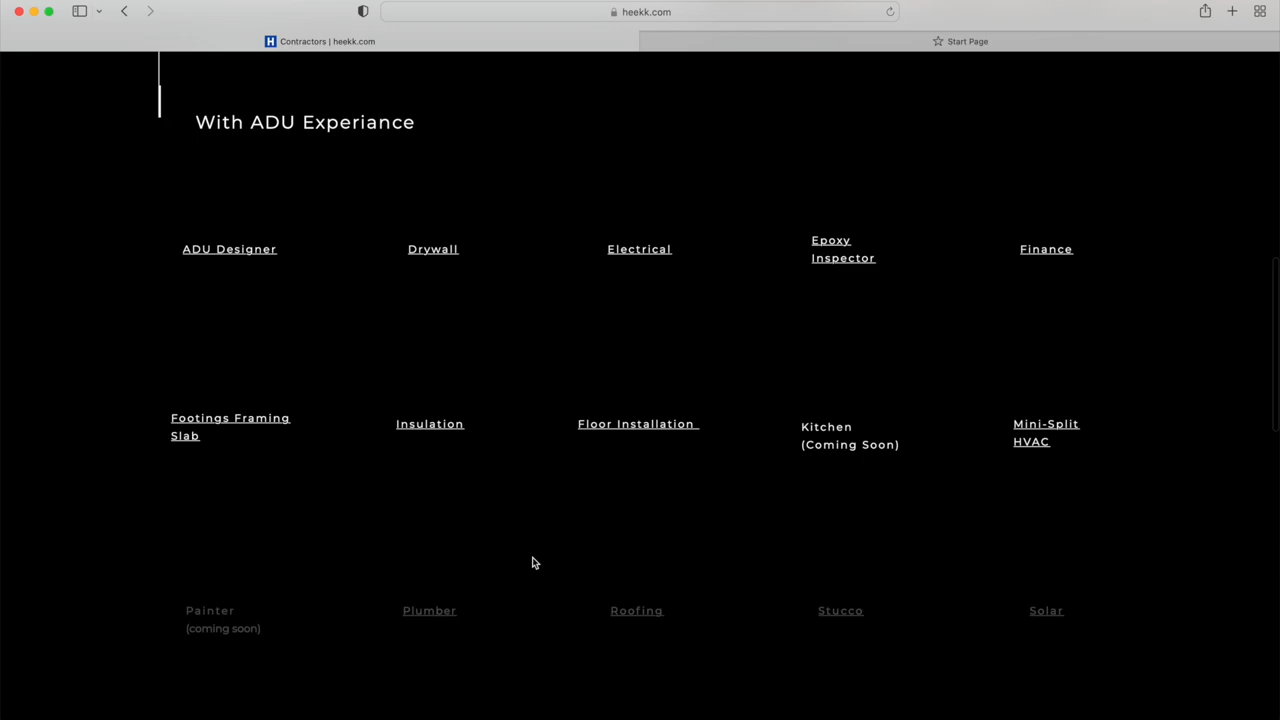 heekk.com
Contractors | heekk.com
Start Page
With ADU Experiance
ADU Designer
Drywall
Electrical
Epoxy
Inspector
Finance
Footings Framing
Slab
Insulation
Floor Installation
Kitchen
(Coming Soon)
Mini-Split
HVAC
Painter
(coming soon)
Plumber
Roofing
Stucco
Solar